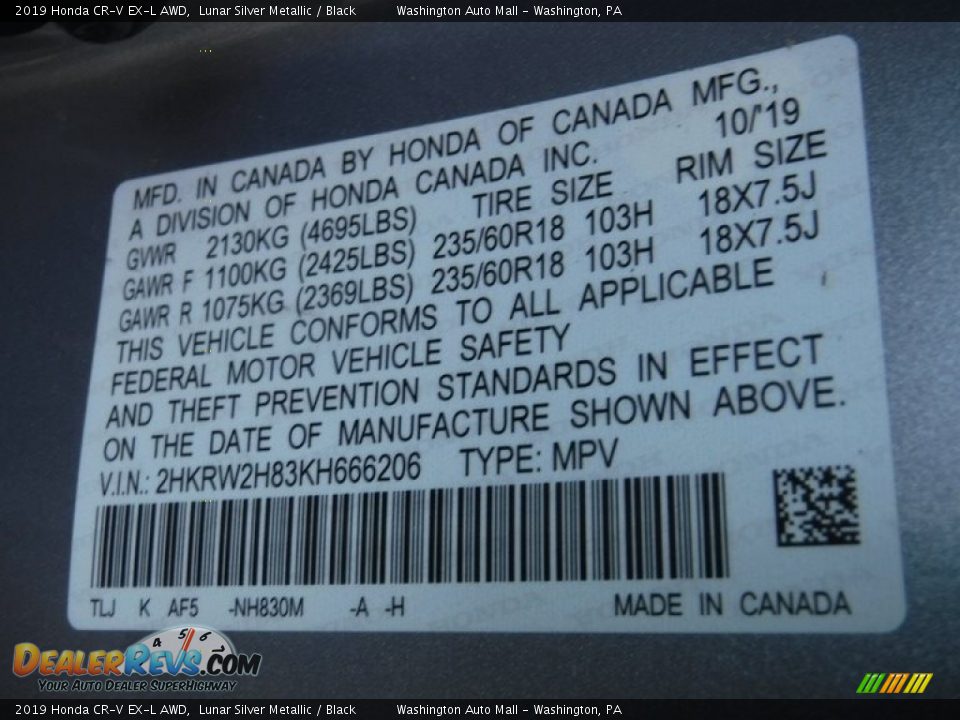 2019 Honda CR-V EX-L AWD,  Lunar Silver Metallic / Black          Washington Auto Mall - Washington, PA
MFD. IN CANADA BY HONDA OF CANADA MFG.,
A DIVISION OF HONDA CANADA INC.   10/'19
GVWR   2130KG (4695LBS)   TIRE SIZE   RIM SIZE
GAWR F 1100KG (2425LBS) 235/60R18 103H   18X7.5J
GAWR R 1075KG (2369LBS) 235/60R18 103H   18X7.5J
THIS VEHICLE CONFORMS TO ALL APPLICABLE
FEDERAL MOTOR VEHICLE SAFETY
AND THEFT PREVENTION STANDARDS IN EFFECT
ON THE DATE OF MANUFACTURE SHOWN ABOVE.
V.I.N.: 2HKRW2H83KH666206   TYPE: MPV
TLJ   K   AF5   -NH830M   -A  -H   MADE IN CANADA
4 5 6
DEALERREVS.COM
YOUR AUTO DEALER SUPERHIGHWAY
2019 Honda CR-V EX-L AWD,  Lunar Silver Metallic / Black          Washington Auto Mall - Washington, PA